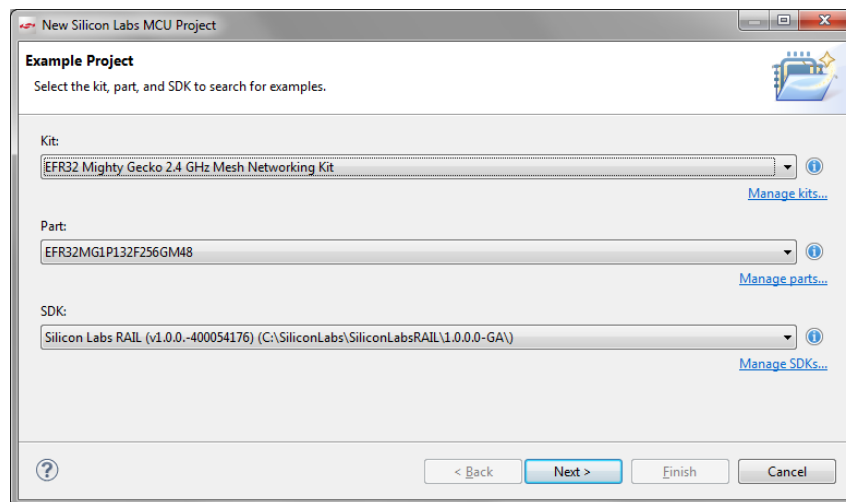 New Silicon Labs MCU Project
Example Project
Select the kit, part, and SDK to search for examples.
Kit:
EFR32 Mighty Gecko 2.4 GHz Mesh Networking Kit
Manage kits...
Part:
EFR32MG1P132F256GM48
Manage parts...
SDK:
Silicon Labs RAIL (v1.0.0.-400054176) (C:\SiliconLabs\SiliconLabsRAIL\1.0.0.0-GA\)
Manage SDKs...
< Back Next > Finish Cancel